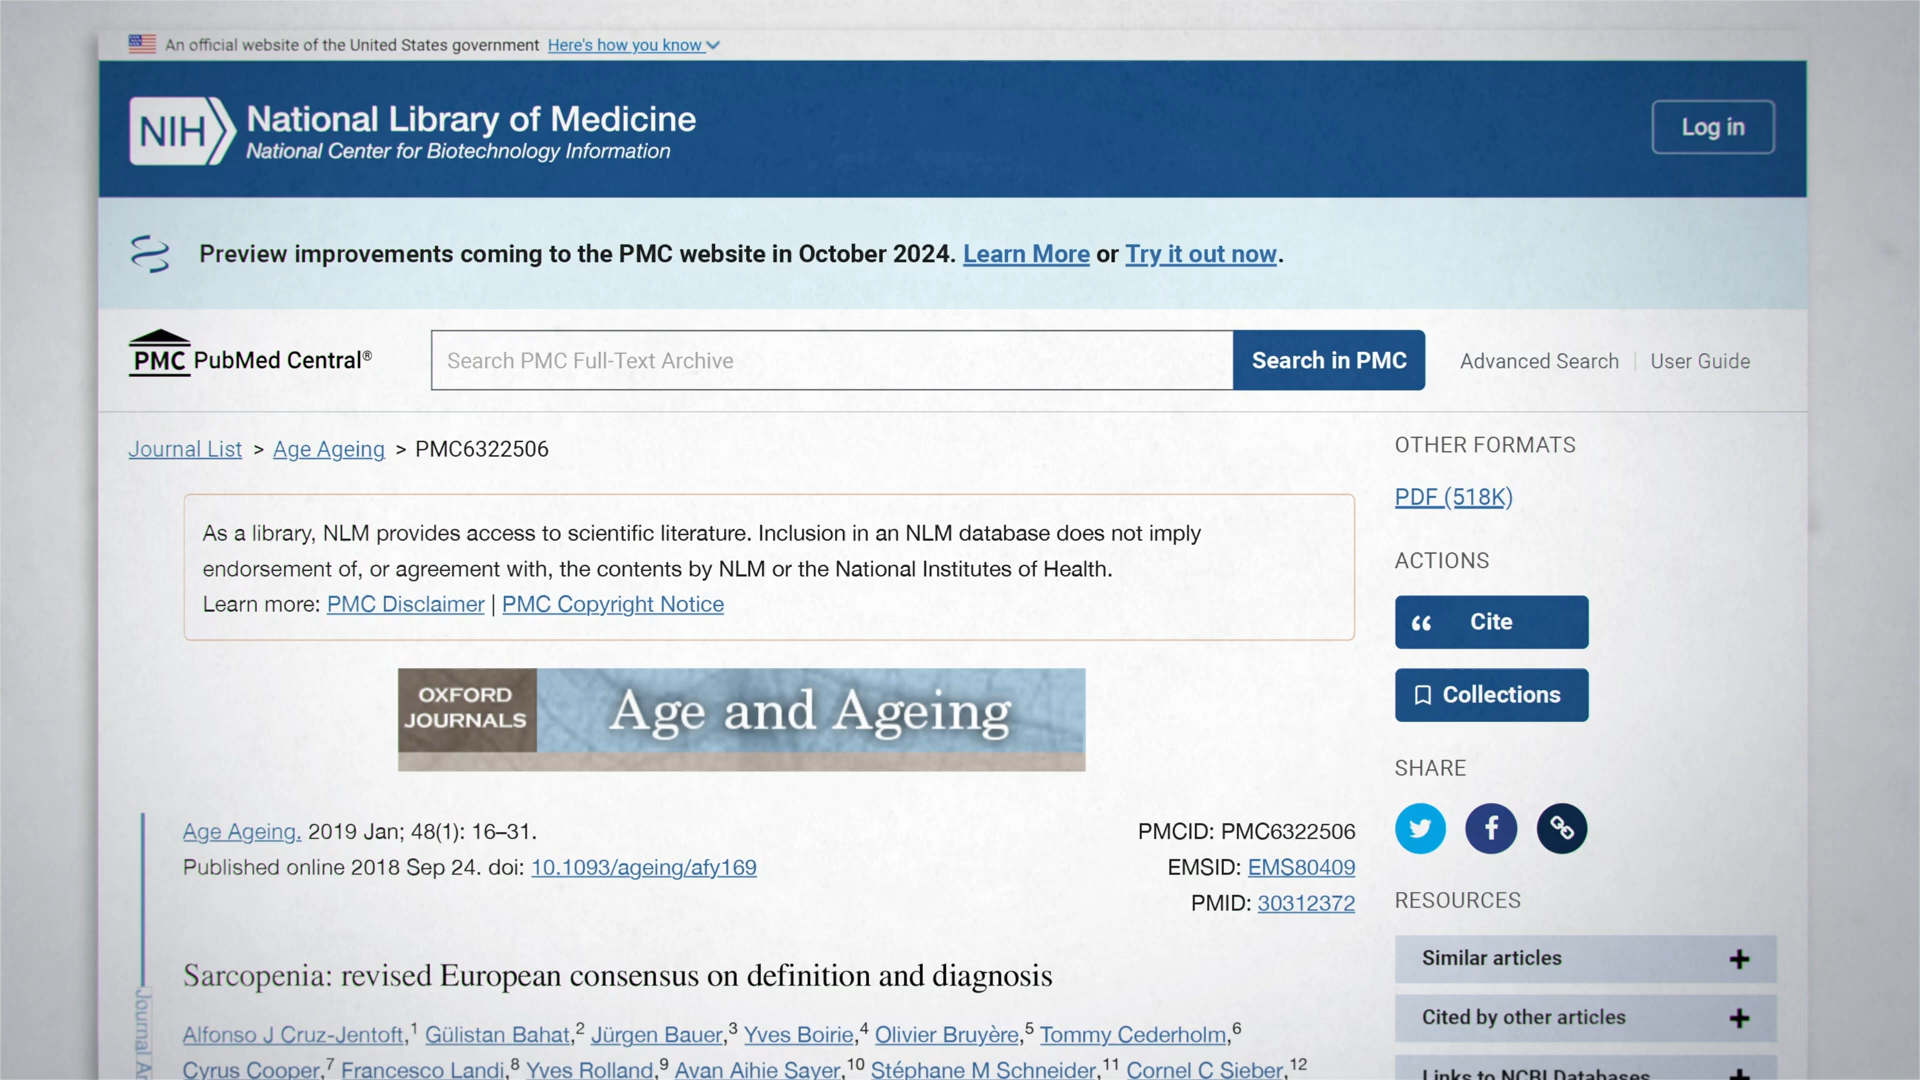 An official website of the United States government Here's how you know
NIH National Library of Medicine
National Center for Biotechnology Information
Log in
Preview improvements coming to the PMC website in October 2024. Learn More or Try it out now.
PMC PubMed Central®
Search PMC Full-Text Archive
Search in PMC
Advanced Search | User Guide
Journal List > Age Ageing > PMC6322506
As a library, NLM provides access to scientific literature. Inclusion in an NLM database does not imply
endorsement of, or agreement with, the contents by NLM or the National Institutes of Health.
Learn more: PMC Disclaimer | PMC Copyright Notice
OXFORD
JOURNALS
Age and Ageing
Age Ageing. 2019 Jan; 48(1): 16–31.
Published online 2018 Sep 24. doi: 10.1093/ageing/afy169
PMCID: PMC6322506
EMSID: EMS80409
PMID: 30312372
Sarcopenia: revised European consensus on definition and diagnosis
Alfonso J Cruz-Jentoft,1 Gülistan Bahat,2 Jürgen Bauer,3 Yves Boirie,4 Olivier Bruyère,5 Tommy Cederholm,6
Cyrus Cooper,7 Francesco Landi,8 Yves Rolland,9 Avan Aihie Sayer,10 Stéphane M Schneider,11 Cornel C Sieber,12
Journal
OTHER FORMATS
PDF (518K)
ACTIONS
Cite
Collections
SHARE
RESOURCES
Similar articles
Cited by other articles
Links to NCBI Databases